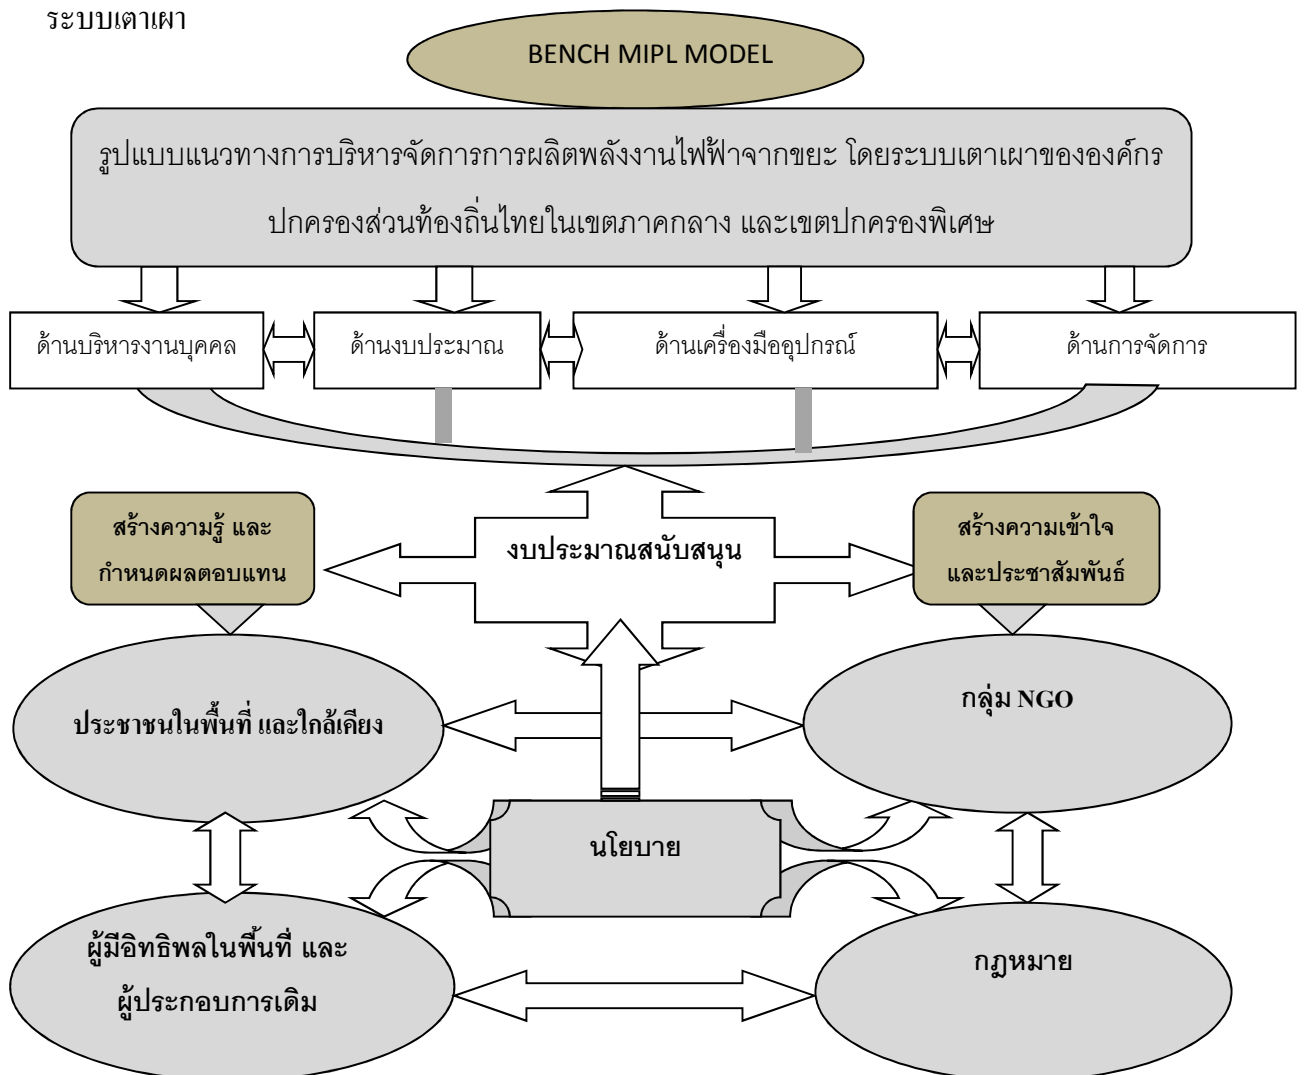 ระบบเตาเผา
BENCH MIPL MODEL
รูปแบบแนวทางการบริหารจัดการการผลิตพลังงานไฟฟ้าจากขยะ โดยระบบเตาเผาขององค์กร
ปกครองส่วนท้องถิ่นไทยในเขตภาคกลาง และเขตปกครองพิเศษ
ด้านบริหารงานบุคคล
ด้านงบประมาณ
ด้านเครื่องมืออุปกรณ์
ด้านการจัดการ
สร้างความรู้ และ
กำหนดผลตอบแทน
งบประมาณสนับสนุน
สร้างความเข้าใจ
และประชาสัมพันธ์
ประชาชนในพื้นที่ และใกล้เคียง
กลุ่ม NGO
นโยบาย
ผู้มีอิทธิพลในพื้นที่ และ
ผู้ประกอบการเดิม
กฎหมาย